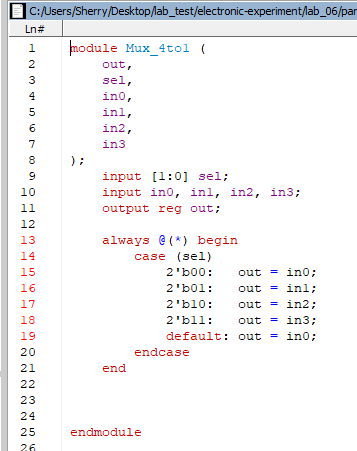 C:/Users/Sherry/Desktop/lab_test/electronic-experiment/lab_06/par
Ln#
1 module Mux_4to1 (
2 out,
3 sel,
4 in0,
5 in1,
6 in2,
7 in3
8 );
9 input [1:0] sel;
10 input in0, in1, in2, in3;
11 output reg out;
12
13 always @(*) begin
14 case (sel)
15 2'b00: out = in0;
16 2'b01: out = in1;
17 2'b10: out = in2;
18 2'b11: out = in3;
19 default: out = in0;
20 endcase
21 end
22
23
24
25 endmodule
26